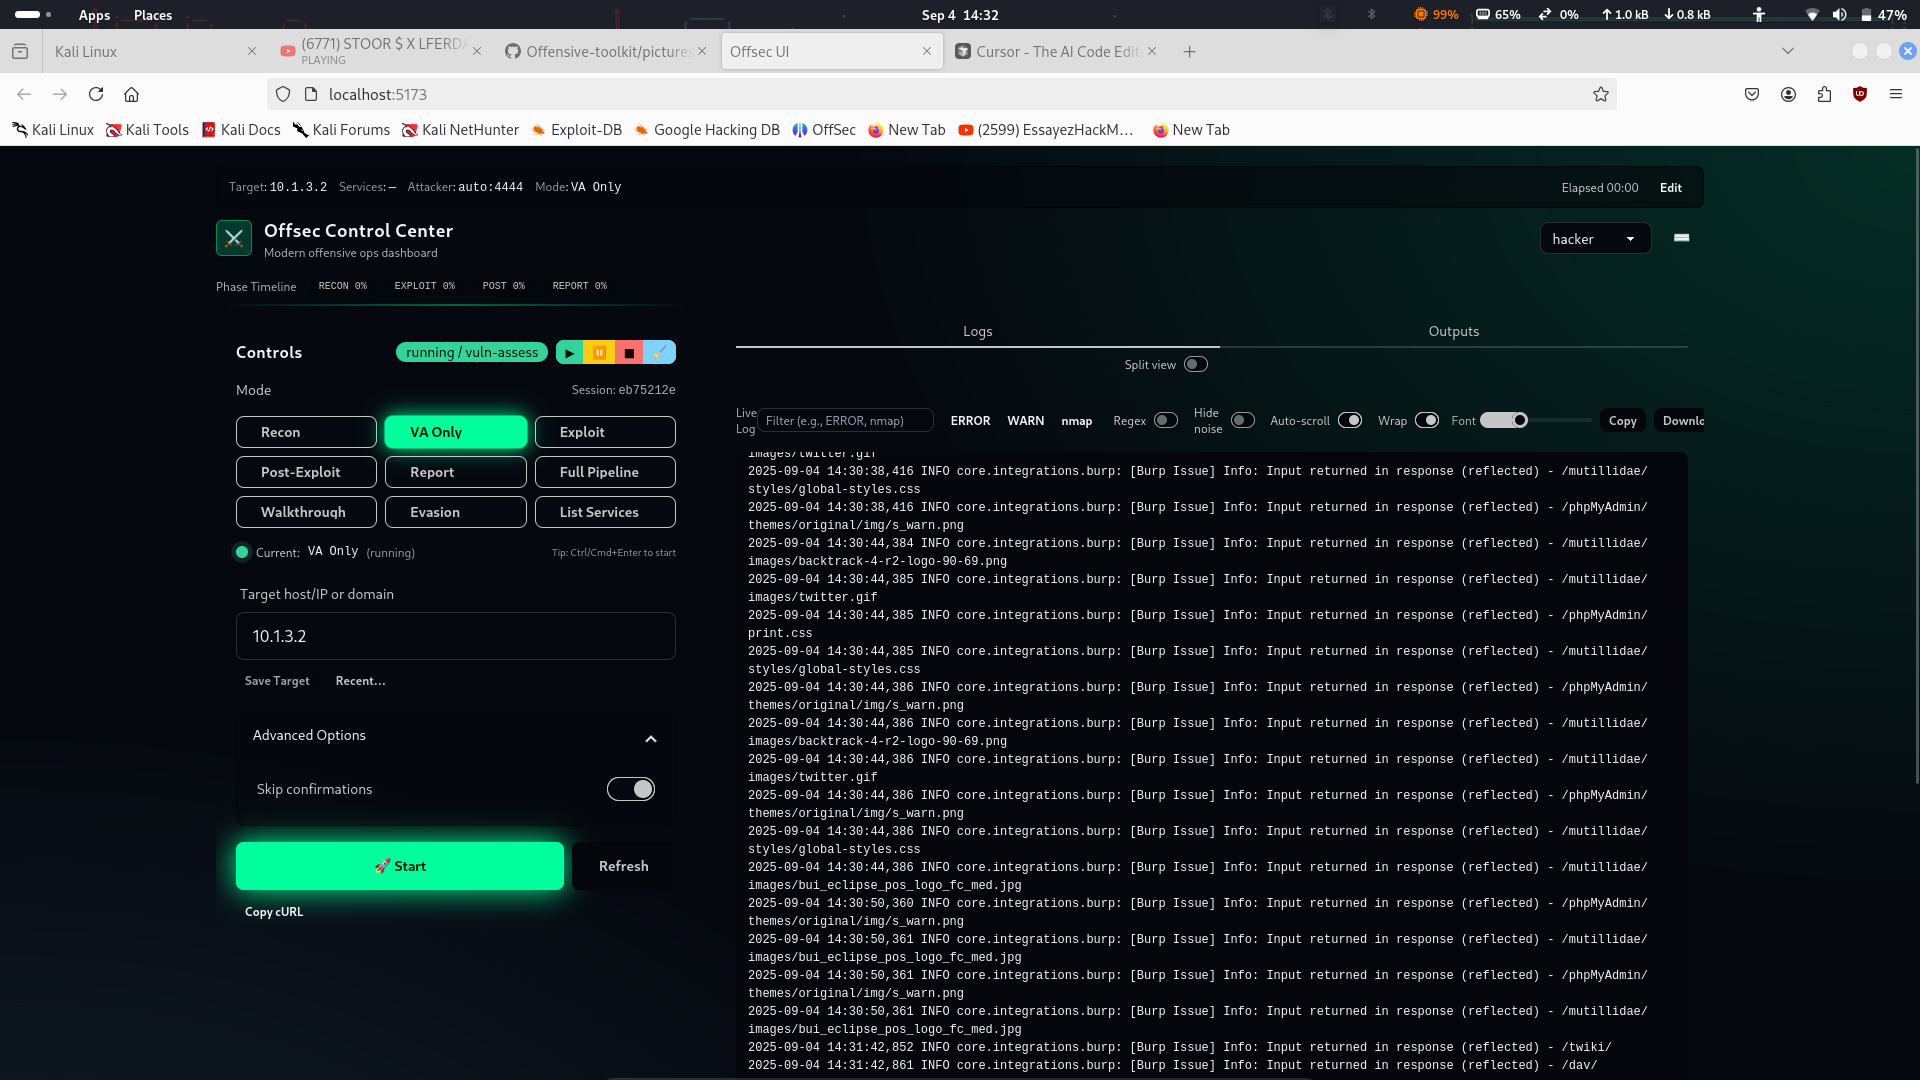 Apps Places Sep 4 14:32 99% 65% 0% 1.0 kB 0.8 kB 47%
Kali Linux (6771) STOOR $ X LFERDA Offensive-toolkit/pictures Offsec UI Cursor - The AI Code Edit
PLAYING
localhost:5173
Kali Linux Kali Tools Kali Docs Kali Forums Kali NetHunter Exploit-DB Google Hacking DB OffSec New Tab (2599) EssayezHackM… New Tab
Target: 10.1.3.2 Services: — Attacker: auto:4444 Mode: VA Only Elapsed 00:00 Edit
Offsec Control Center
Modern offensive ops dashboard
hacker
Phase Timeline RECON 0% EXPLOIT 0% POST 0% REPORT 0%
Controls running / vuln-assess
Mode Session: eb75212e
Recon VA Only Exploit
Post-Exploit Report Full Pipeline
Walkthrough Evasion List Services
Current: VA Only (running) Tip: Ctrl/Cmd+Enter to start
Target host/IP or domain
10.1.3.2
Save Target Recent...
Advanced Options
Skip confirmations
🚀 Start Refresh
Copy cURL
Logs Outputs
Split view
Live Log Filter (e.g., ERROR, nmap) ERROR WARN nmap Regex Hide noise Auto-scroll Wrap Font Copy Downlo
images/twitter.gif
2025-09-04 14:30:38,416 INFO core.integrations.burp: [Burp Issue] Info: Input returned in response (reflected) - /mutillidae/
styles/global-styles.css
2025-09-04 14:30:38,416 INFO core.integrations.burp: [Burp Issue] Info: Input returned in response (reflected) - /phpMyAdmin/
themes/original/img/s_warn.png
2025-09-04 14:30:44,384 INFO core.integrations.burp: [Burp Issue] Info: Input returned in response (reflected) - /mutillidae/
images/backtrack-4-r2-logo-90-69.png
2025-09-04 14:30:44,385 INFO core.integrations.burp: [Burp Issue] Info: Input returned in response (reflected) - /mutillidae/
images/twitter.gif
2025-09-04 14:30:44,385 INFO core.integrations.burp: [Burp Issue] Info: Input returned in response (reflected) - /phpMyAdmin/
print.css
2025-09-04 14:30:44,385 INFO core.integrations.burp: [Burp Issue] Info: Input returned in response (reflected) - /mutillidae/
styles/global-styles.css
2025-09-04 14:30:44,386 INFO core.integrations.burp: [Burp Issue] Info: Input returned in response (reflected) - /phpMyAdmin/
themes/original/img/s_warn.png
2025-09-04 14:30:44,386 INFO core.integrations.burp: [Burp Issue] Info: Input returned in response (reflected) - /mutillidae/
images/backtrack-4-r2-logo-90-69.png
2025-09-04 14:30:44,386 INFO core.integrations.burp: [Burp Issue] Info: Input returned in response (reflected) - /mutillidae/
images/twitter.gif
2025-09-04 14:30:44,386 INFO core.integrations.burp: [Burp Issue] Info: Input returned in response (reflected) - /phpMyAdmin/
themes/original/img/s_warn.png
2025-09-04 14:30:44,386 INFO core.integrations.burp: [Burp Issue] Info: Input returned in response (reflected) - /mutillidae/
styles/global-styles.css
2025-09-04 14:30:44,386 INFO core.integrations.burp: [Burp Issue] Info: Input returned in response (reflected) - /mutillidae/
images/bui_eclipse_pos_logo_fc_med.jpg
2025-09-04 14:30:50,360 INFO core.integrations.burp: [Burp Issue] Info: Input returned in response (reflected) - /phpMyAdmin/
themes/original/img/s_warn.png
2025-09-04 14:30:50,361 INFO core.integrations.burp: [Burp Issue] Info: Input returned in response (reflected) - /mutillidae/
images/bui_eclipse_pos_logo_fc_med.jpg
2025-09-04 14:30:50,361 INFO core.integrations.burp: [Burp Issue] Info: Input returned in response (reflected) - /phpMyAdmin/
themes/original/img/s_warn.png
2025-09-04 14:30:50,361 INFO core.integrations.burp: [Burp Issue] Info: Input returned in response (reflected) - /mutillidae/
images/bui_eclipse_pos_logo_fc_med.jpg
2025-09-04 14:31:42,852 INFO core.integrations.burp: [Burp Issue] Info: Input returned in response (reflected) - /twiki/
2025-09-04 14:31:42,861 INFO core.integrations.burp: [Burp Issue] Info: Input returned in response (reflected) - /dav/